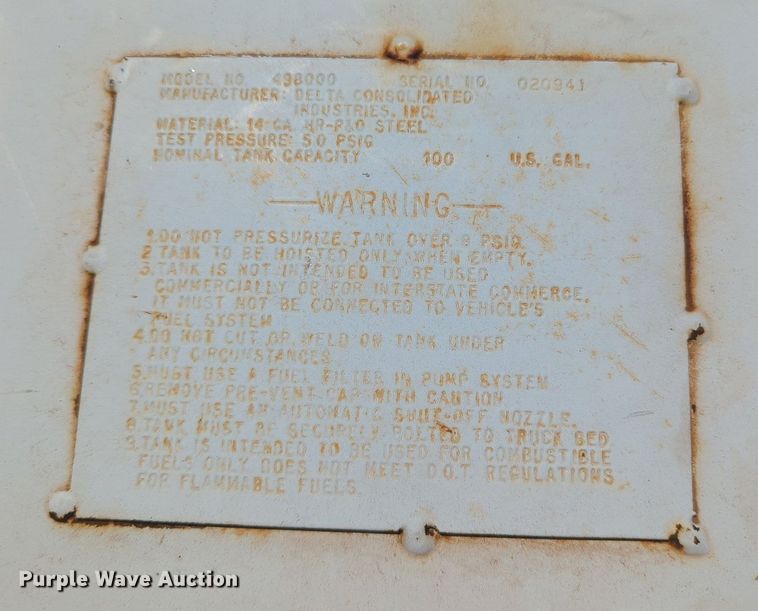 MODEL NO. 498000 SERIAL NO. 020941
MANUFACTURER: DELTA CONSOLIDATED
INDUSTRIES, INC.
MATERIAL: 14 GA. HR-P&O STEEL
TEST PRESSURE: 5.0 PSIG
NOMINAL TANK CAPACITY 100 U.S. GAL.
WARNING
1. DO NOT PRESSURIZE TANK OVER PSIG.
2. TANK TO BE HOISTED ONLY WHEN EMPTY.
3. TANK IS NOT INTENDED TO BE USED
COMMERCIALLY OR FOR INTERSTATE COMMERCE.
IT MUST NOT BE CONNECTED TO VEHICLE'S
FUEL SYSTEM
4. DO NOT CUT OR WELD ON TANK UNDER
ANY CIRCUMSTANCES
5. MUST USE A FUEL FILTER IN PUMP SYSTEM
6. REMOVE PRE-VENT CAP WITH CAUTION
7. MUST USE AN AUTOMATIC SHUT-OFF NOZZLE.
8. TANK MUST BE SECURELY BOLTED TO TRUCK BED
9. TANK IS INTENDED TO BE USED FOR COMBUSTIBLE
FUELS ONLY DOES NOT MEET D.O.T. REGULATIONS
FOR FLAMMABLE FUELS.
Purple Wave Auction